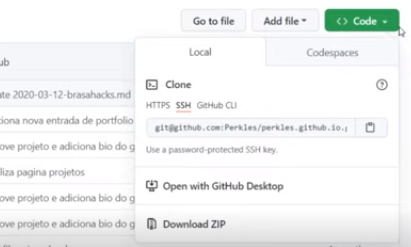 Go to file
Add file
Code
Local
Codespaces
ub
Clone
ate 2020-03-12-brasahacks.md
HTTPS SSH GitHub CLI
ciona nova entrada de portfolio
git@github.com:Perkles/perkles.github.io.
ove projeto e adiciona bio do g
Use a password-protected SSH key.
liza pagina projetos
ove projeto e adiciona bio do g
Open with GitHub Desktop
ove projeto e adiciona bio do g
Download ZIP